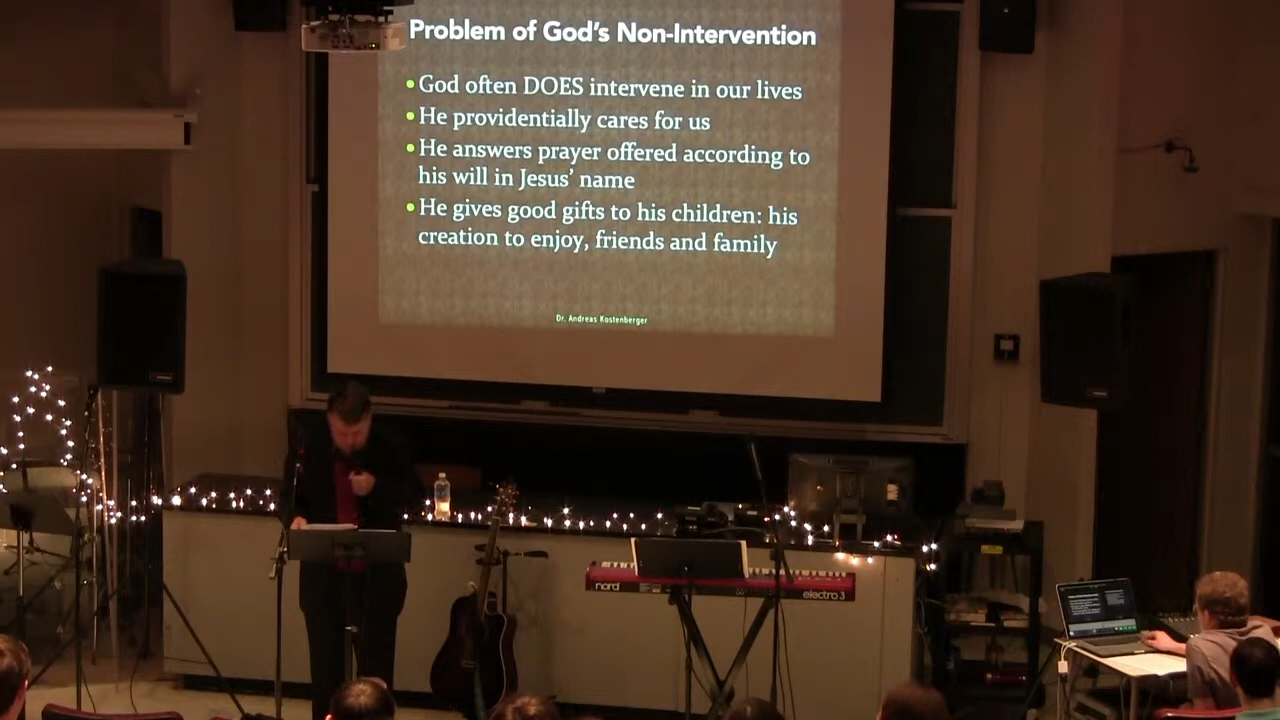 Problem of God's Non-Intervention
• God often DOES intervene in our lives
• He providentially cares for us
• He answers prayer offered according to
his will in Jesus' name
• He gives good gifts to his children: his
creation to enjoy, friends and family
Dr. Andreas Kostenberger
nord
electro 3